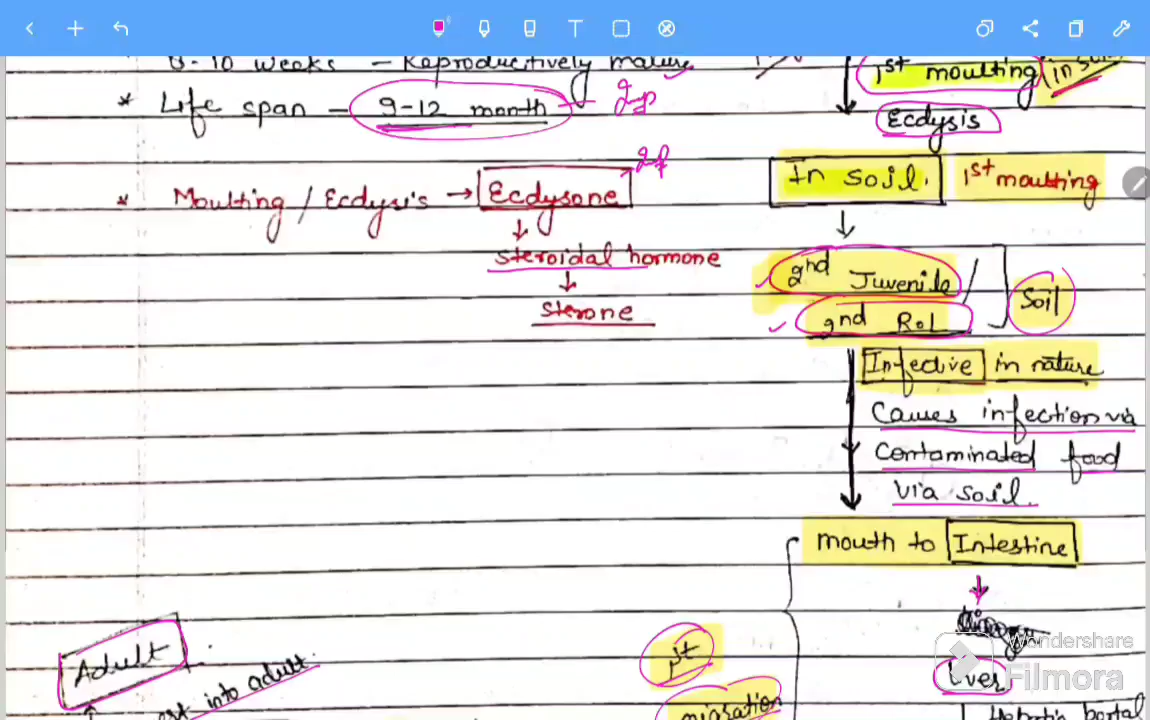 8-10 weeks - Reproductively mature
* Life span - 9-12 month
* Moulting / Ecdysis → Ecdysone
↓
steroidal hormone
↓
Sterone
1st moulting
Ecdysis
In soil. 1st moulting
↓
2nd Juvenile /
2nd Rol
Soil
Infective in nature
Causes infection via
Contaminated food
via soil.
mouth to Intestine
↓
Liver
1st
migration
Adult
into adult.
Wondershare
Filmora